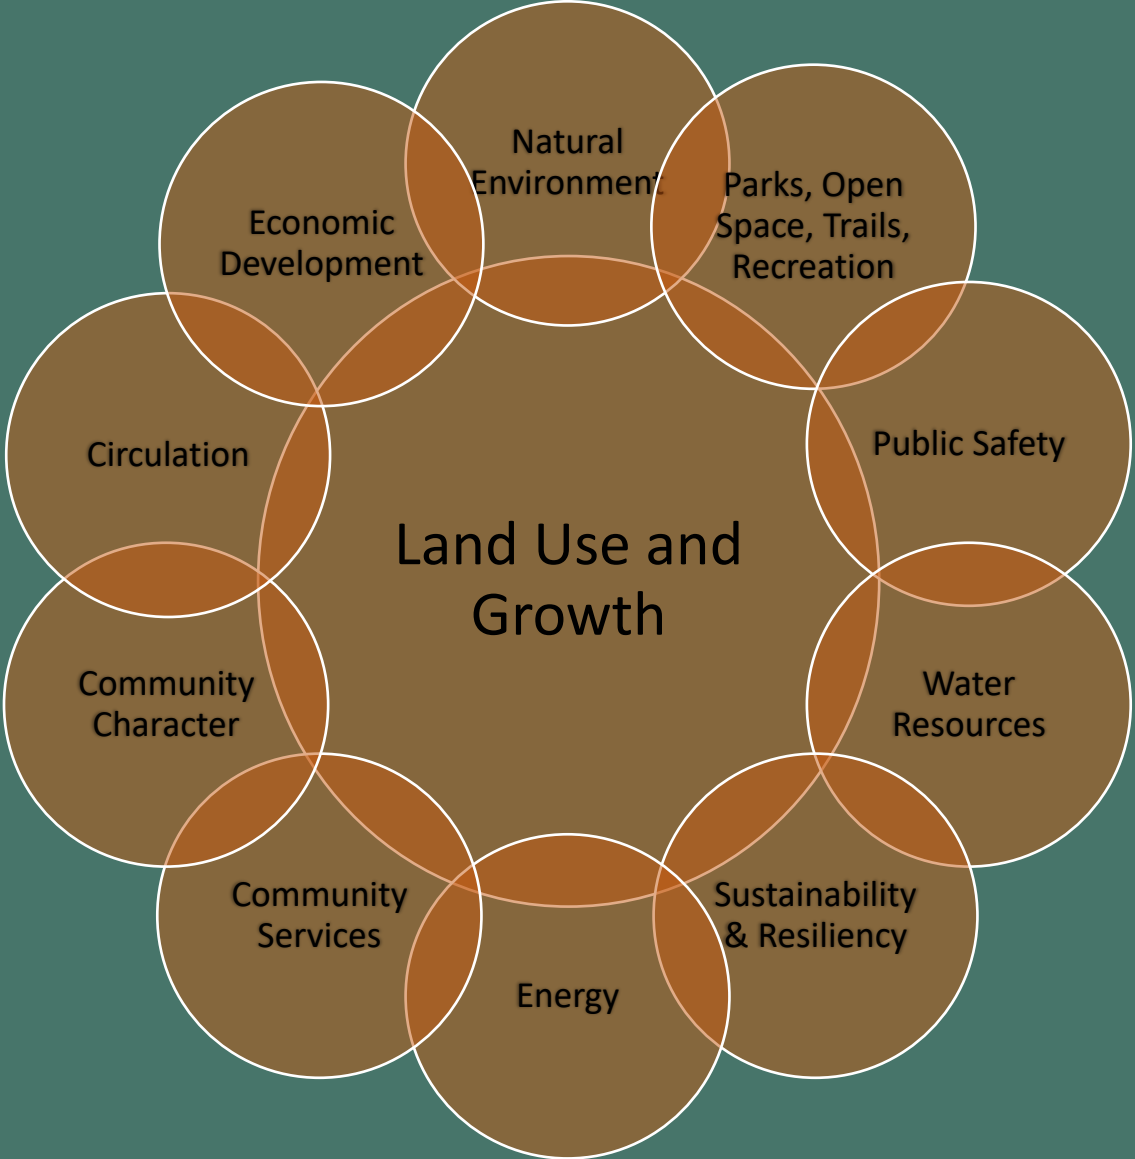 Natural
Environment
Parks, Open
Space, Trails,
Recreation
Public Safety
Water
Resources
Sustainability
& Resiliency
Energy
Community
Services
Community
Character
Circulation
Economic
Development
Land Use and
Growth